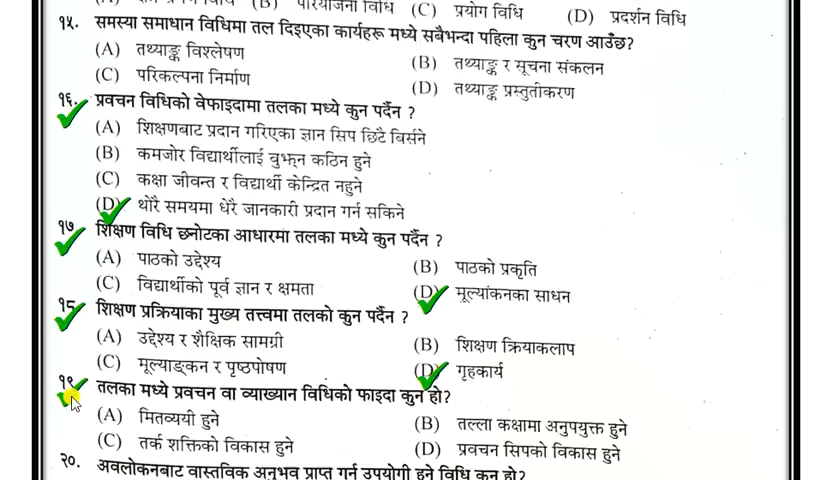 (B) परियोजना विधि (C) प्रयोग विधि (D) प्रदर्शन विधि
१५. समस्या समाधान विधिमा तल दिइएका कार्यहरू मध्ये सबैभन्दा पहिला कुन चरण आउँछ?
(A) तथ्याङ्क विश्लेषण (B) तथ्याङ्क र सूचना संकलन
(C) परिकल्पना निर्माण (D) तथ्याङ्क प्रस्तुतीकरण
१६. प्रवचन विधिको वेफाइदामा तलका मध्ये कुन पर्दैन ?
(A) शिक्षणबाट प्रदान गरिएका ज्ञान सिप छिटै विर्सने
(B) कमजोर विद्यार्थीलाई वुझ्न कठिन हुने
(C) कक्षा जीवन्त र विद्यार्थी केन्द्रित नहुने
(D) थोरै समयमा धेरै जानकारी प्रदान गर्न सकिने
१७. शिक्षण विधि छनोटका आधारमा तलका मध्ये कुन पर्दैन ?
(A) पाठको उद्देश्य (B) पाठको प्रकृति
(C) विद्यार्थीको पूर्व ज्ञान र क्षमता (D) मूल्यांकनका साधन
१८. शिक्षण प्रक्रियाका मुख्य तत्त्वमा तलको कुन पर्दैन ?
(A) उद्देश्य र शैक्षिक सामग्री (B) शिक्षण क्रियाकलाप
(C) मूल्याङ्कन र पृष्ठपोषण (D) गृहकार्य
१९. तलका मध्ये प्रवचन वा व्याख्यान विधिको फाइदा कुन हो?
(A) मितव्ययी हुने (B) तल्ला कक्षामा अनुपयुक्त हुने
(C) तर्क शक्तिको विकास हुने (D) प्रवचन सिपको विकास हुने
२०. अवलोकनबाट वास्तविक अनुभव प्राप्त गर्न उपयोगी हुने विधि कुन हो?